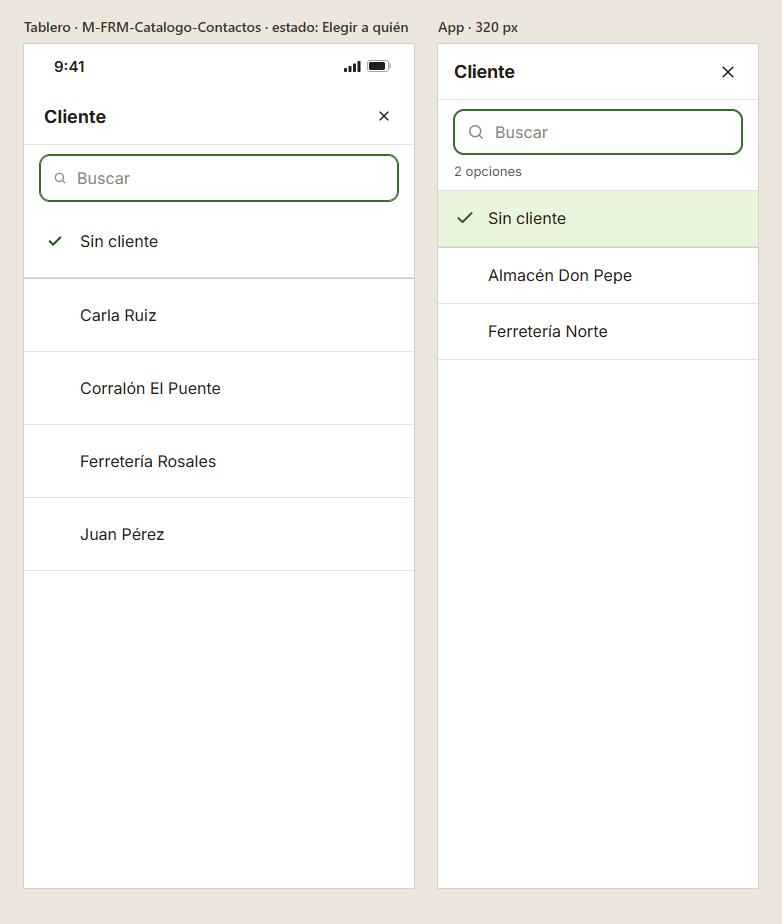 Tablero · M-FRM-Catalogo-Contactos · estado: Elegir a quién
9:41
Cliente
Buscar
Sin cliente
Carla Ruiz
Corralón El Puente
Ferretería Rosales
Juan Pérez
App · 320 px
Cliente
Buscar
2 opciones
Sin cliente
Almacén Don Pepe
Ferretería Norte